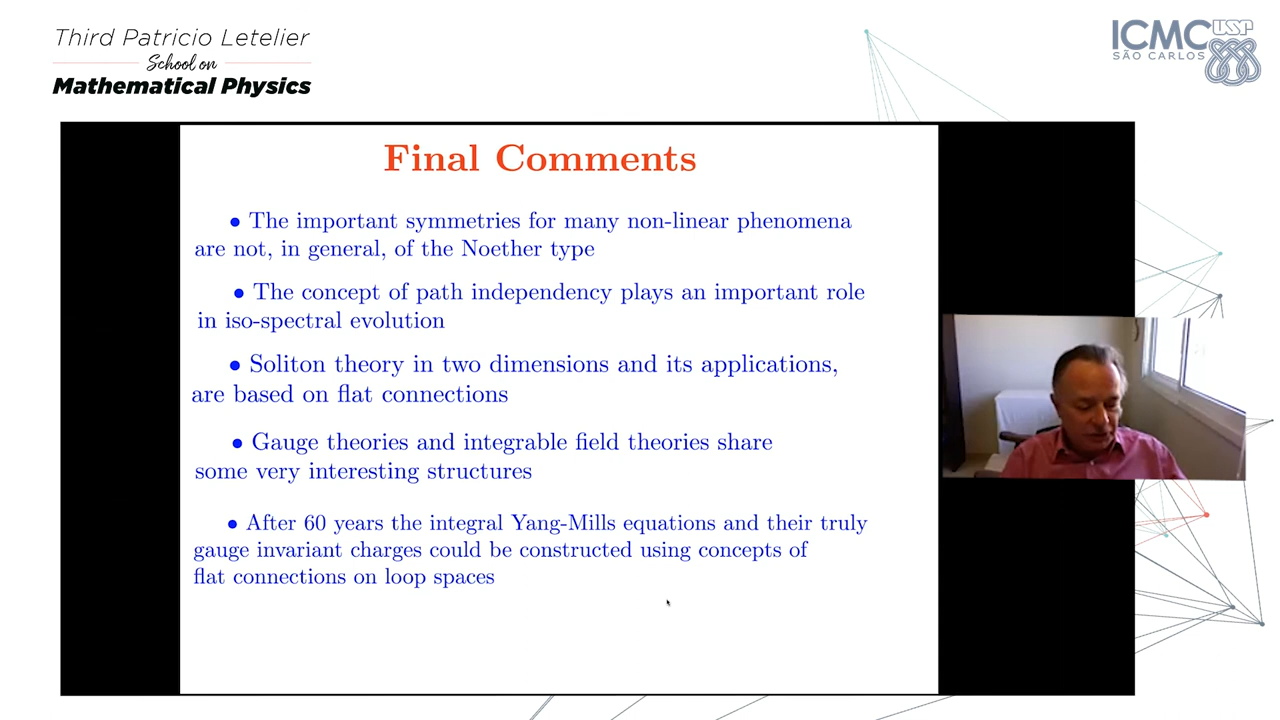 Third Patricio Letelier
School on
Mathematical Physics
ICMC USP
SÃO CARLOS
Final Comments
• The important symmetries for many non-linear phenomena
are not, in general, of the Noether type
• The concept of path independency plays an important role
in iso-spectral evolution
• Soliton theory in two dimensions and its applications,
are based on flat connections
• Gauge theories and integrable field theories share
some very interesting structures
• After 60 years the integral Yang-Mills equations and their truly
gauge invariant charges could be constructed using concepts of
flat connections on loop spaces